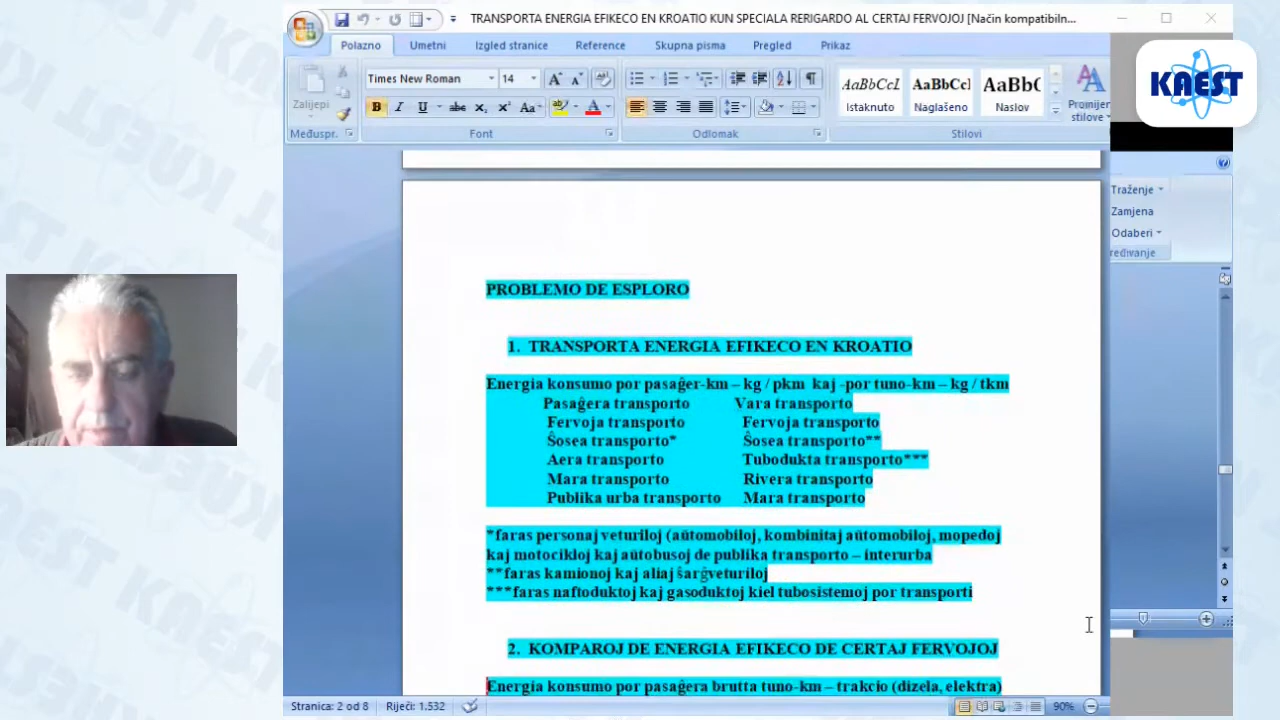 TRANSPORTA ENERGIA EFIKECO EN KROATIO KUN SPECIALA RERIGARDO AL CERTAJ FERVOJOJ [Način kompatibiln...
KAEST
Polazno Umetni Izgled stranice Reference Skupna pisma Pregled Prikaz
Times New Roman 14
AaBbCcI AaBbCcI AaBb(
Zalijepi
Istaknuto Naglašeno Naslov
Promijeni stilove
Međuspr... Font Odlomak Stilovi
Traženje
Zamjena
Odaberi
ređivanje
PROBLEMO DE ESPLORO
1. TRANSPORTA ENERGIA EFIKECO EN KROATIO
Energia konsumo por pasaĝer-km – kg / pkm kaj -por tuno-km – kg / tkm
Pasaĝera transporto Vara transporto
Fervoja transporto Fervoja transporto
Ŝosea transporto* Ŝosea transporto**
Aera transporto Tubodukta transporto***
Mara transporto Rivera transporto
Publika urba transporto Mara transporto
*faras personaj veturiloj (aŭtomobiloj, kombinitaj aŭtomobiloj, mopedoj
kaj motocikloj kaj aŭtobusoj de publika transporto – interurba
**faras kamionoj kaj aliaj ŝarĝveturiloj
***faras naftoduktoj kaj gasoduktoj kiel tubosistemoj por transporti
2. KOMPAROJ DE ENERGIA EFIKECO DE CERTAJ FERVOJOJ
Energia konsumo por pasaĝera brutta tuno-km – trakcio (dizela, elektra)
Stranica: 2 od 8 Riječi: 1.532 90%